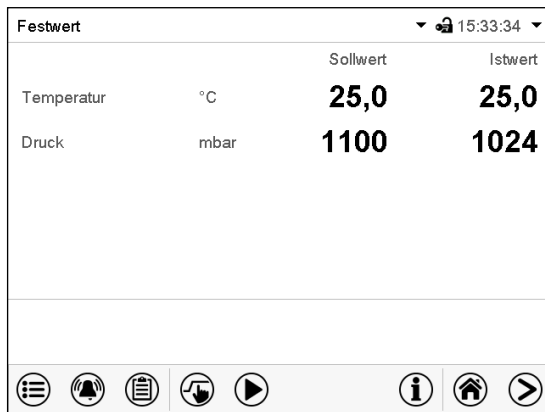 Festwert 15:33:34
Sollwert Istwert
Temperatur °C 25,0 25,0
Druck mbar 1100 1024